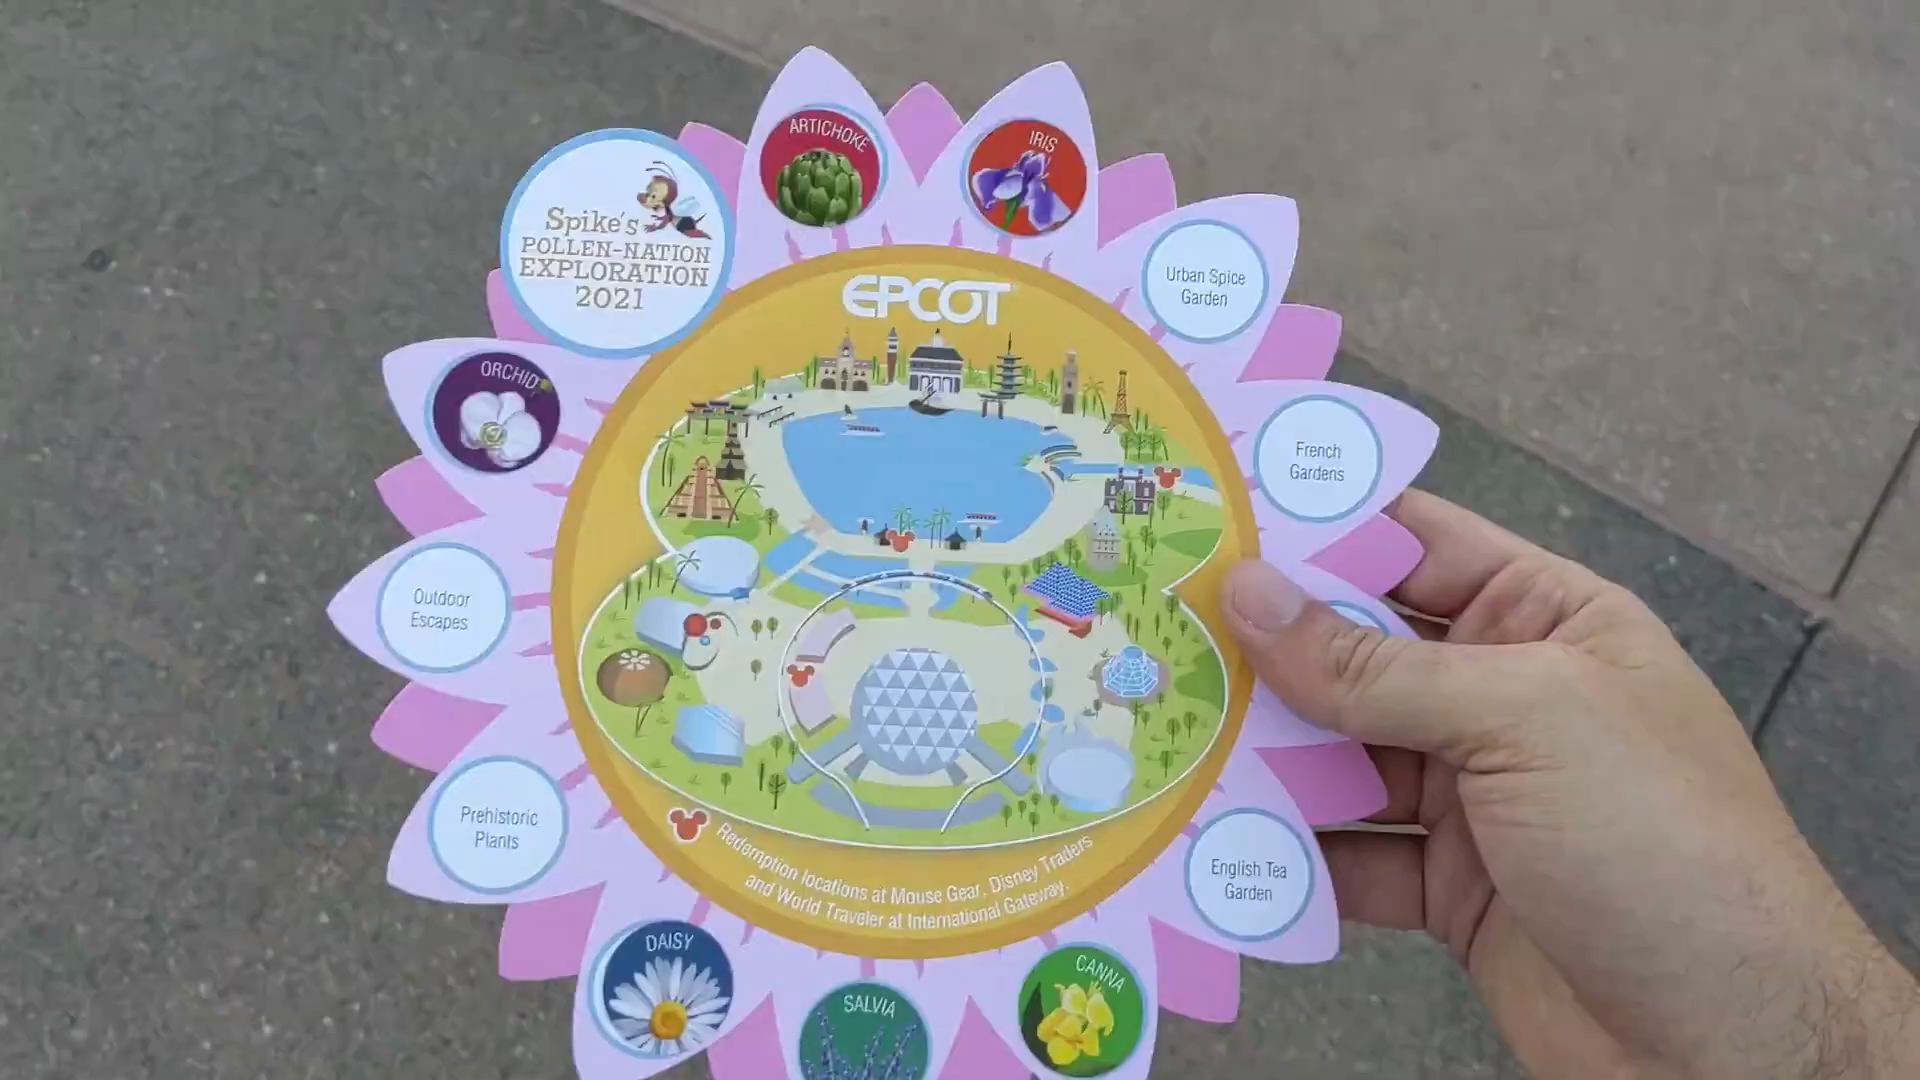 ARTICHOKE
IRIS
Spike's
POLLEN-NATION
EXPLORATION
2021
EPCOT
Urban Spice
Garden
ORCHID
French
Gardens
Outdoor
Escapes
Prehistoric
Plants
English Tea
Garden
Redemption locations at Mouse Gear, Disney Traders
and World Traveler at International Gateway.
DAISY
SALVIA
CANNA